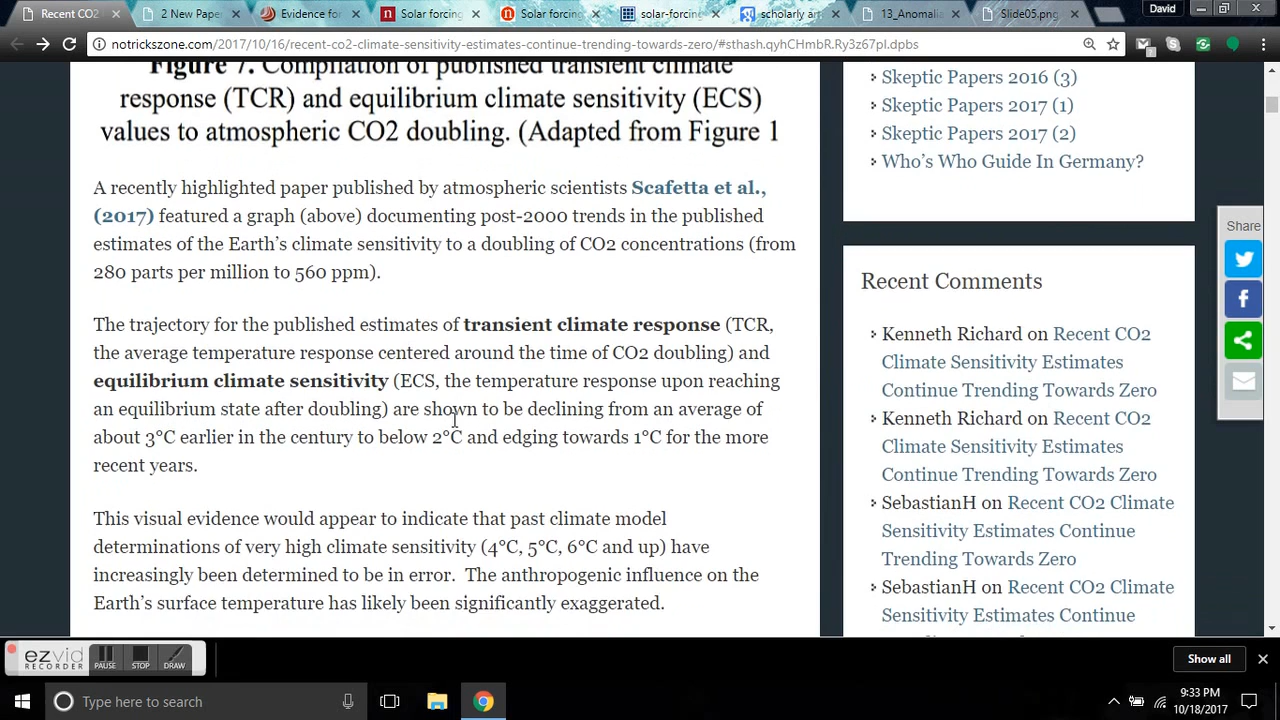 Recent CO2
2 New Pape
Evidence for
Solar forcing
Solar forcin
solar-forcin
scholarly art
13_Anomali
Slide05.png
David
notrickszone.com/2017/10/16/recent-co2-climate-sensitivity-estimates-continue-trending-towards-zero/#sthash.qyhCHmbR.Ry3z67pI.dpbs
Figure 7. Compilation of published transient climate
response (TCR) and equilibrium climate sensitivity (ECS)
values to atmospheric CO2 doubling. (Adapted from Figure 1
A recently highlighted paper published by atmospheric scientists Scafetta et al.,
(2017) featured a graph (above) documenting post-2000 trends in the published
estimates of the Earth's climate sensitivity to a doubling of CO2 concentrations (from
280 parts per million to 560 ppm).
The trajectory for the published estimates of transient climate response (TCR,
the average temperature response centered around the time of CO2 doubling) and
equilibrium climate sensitivity (ECS, the temperature response upon reaching
an equilibrium state after doubling) are shown to be declining from an average of
about 3°C earlier in the century to below 2°C and edging towards 1°C for the more
recent years.
This visual evidence would appear to indicate that past climate model
determinations of very high climate sensitivity (4°C, 5°C, 6°C and up) have
increasingly been determined to be in error.  The anthropogenic influence on the
Earth's surface temperature has likely been significantly exaggerated.
Skeptic Papers 2016 (3)
Skeptic Papers 2017 (1)
Skeptic Papers 2017 (2)
Who's Who Guide In Germany?
Recent Comments
Kenneth Richard on Recent CO2
Climate Sensitivity Estimates
Continue Trending Towards Zero
Kenneth Richard on Recent CO2
Climate Sensitivity Estimates
Continue Trending Towards Zero
SebastianH on Recent CO2 Climate
Sensitivity Estimates Continue
Trending Towards Zero
SebastianH on Recent CO2 Climate
Sensitivity Estimates Continue
Share
ezvid
RECORDER
PAUSE
STOP
DRAW
Show all
Type here to search
9:33 PM
10/18/2017